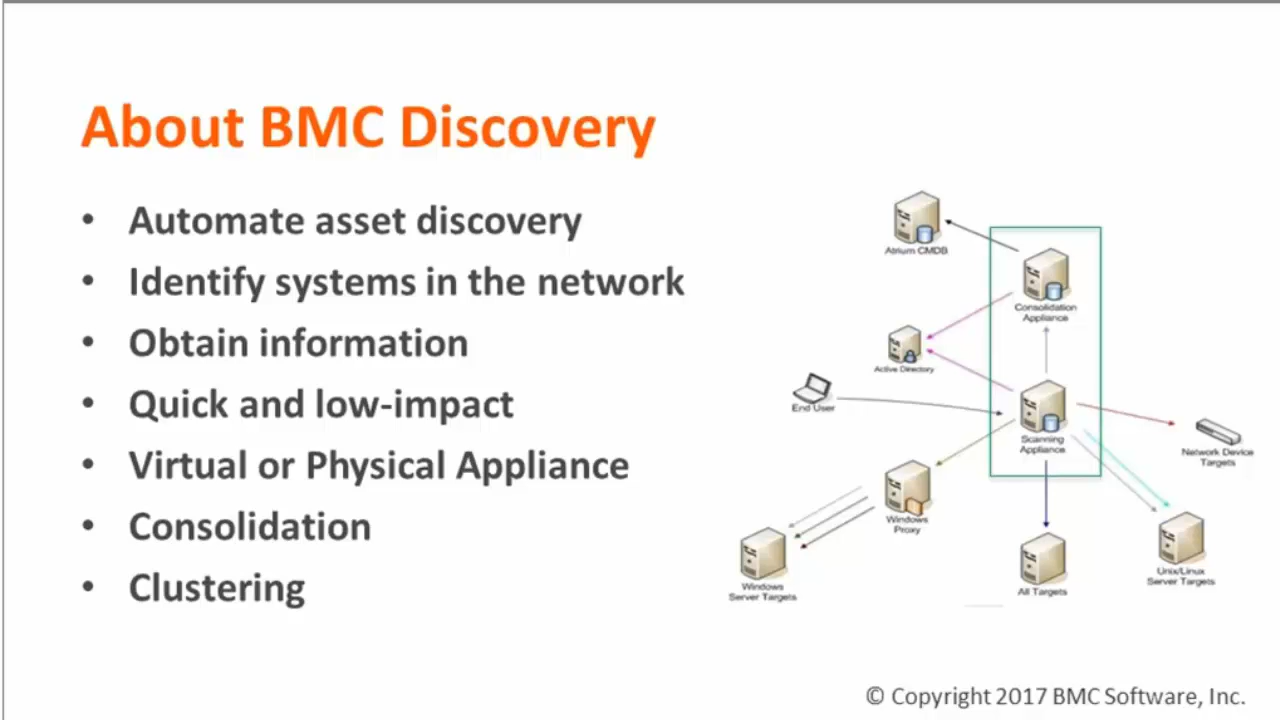 About BMC Discovery
• Automate asset discovery
• Identify systems in the network
• Obtain information
• Quick and low-impact
• Virtual or Physical Appliance
• Consolidation
• Clustering
Atrium CMDB
Consolidation
Appliance
Active Directory
End User
Scanning
Appliance
Network Device
Targets
Windows
Proxy
Windows
Server Targets
All Targets
Unix/Linux
Server Targets
© Copyright 2017 BMC Software, Inc.